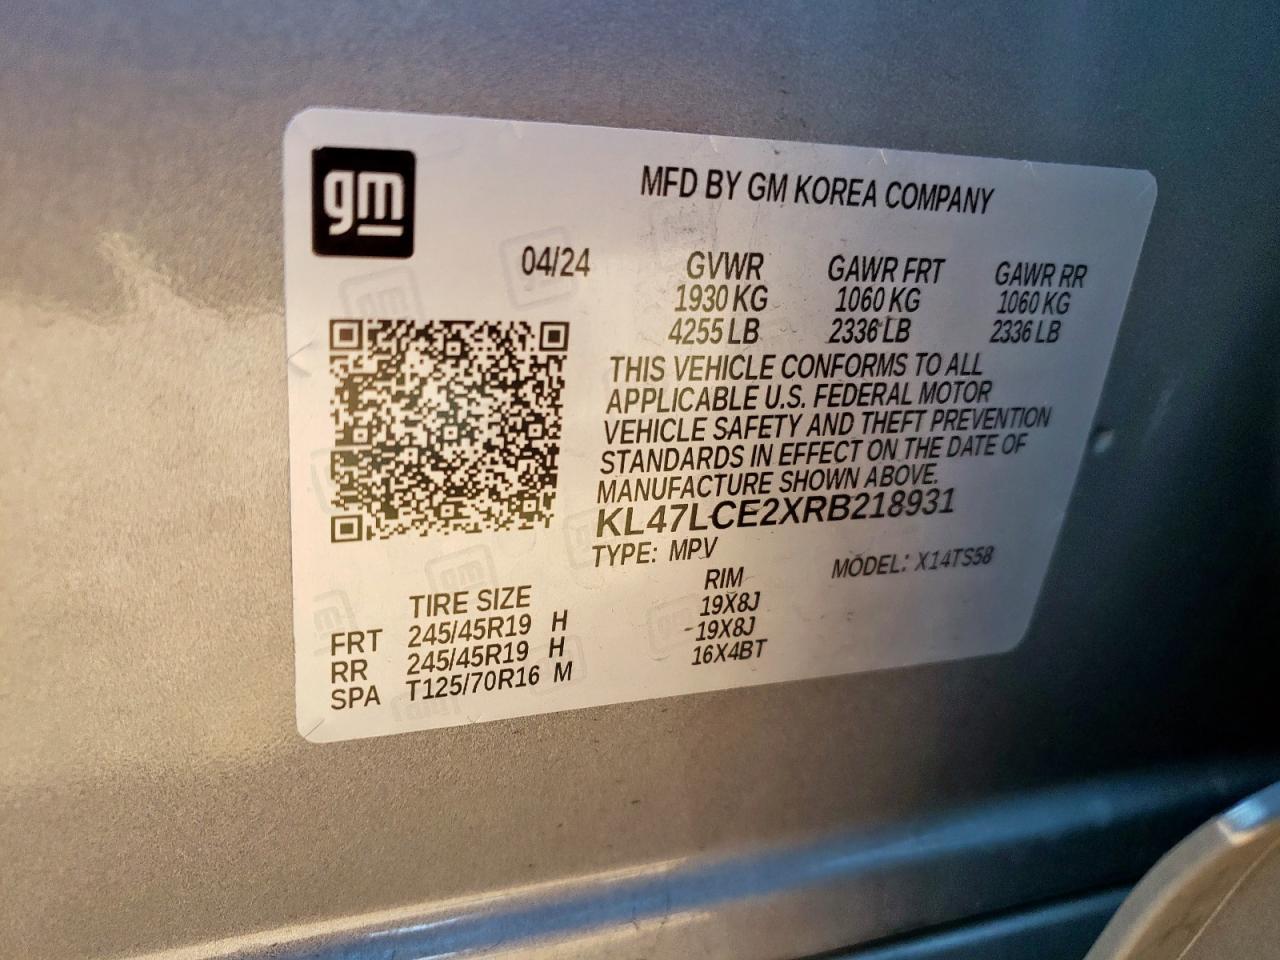 gm
MFD BY GM KOREA COMPANY
04/24 GVWR GAWR FRT GAWR RR
1930 KG 1060 KG 1060 KG
4255 LB 2336 LB 2336 LB
THIS VEHICLE CONFORMS TO ALL
APPLICABLE U.S. FEDERAL MOTOR
VEHICLE SAFETY AND THEFT PREVENTION
STANDARDS IN EFFECT ON THE DATE OF
MANUFACTURE SHOWN ABOVE.
KL47LCE2XRB218931
TYPE: MPV MODEL: X14TS58
TIRE SIZE RIM
FRT 245/45R19 H 19X8J
RR 245/45R19 H 19X8J
SPA T125/70R16 M 16X4BT